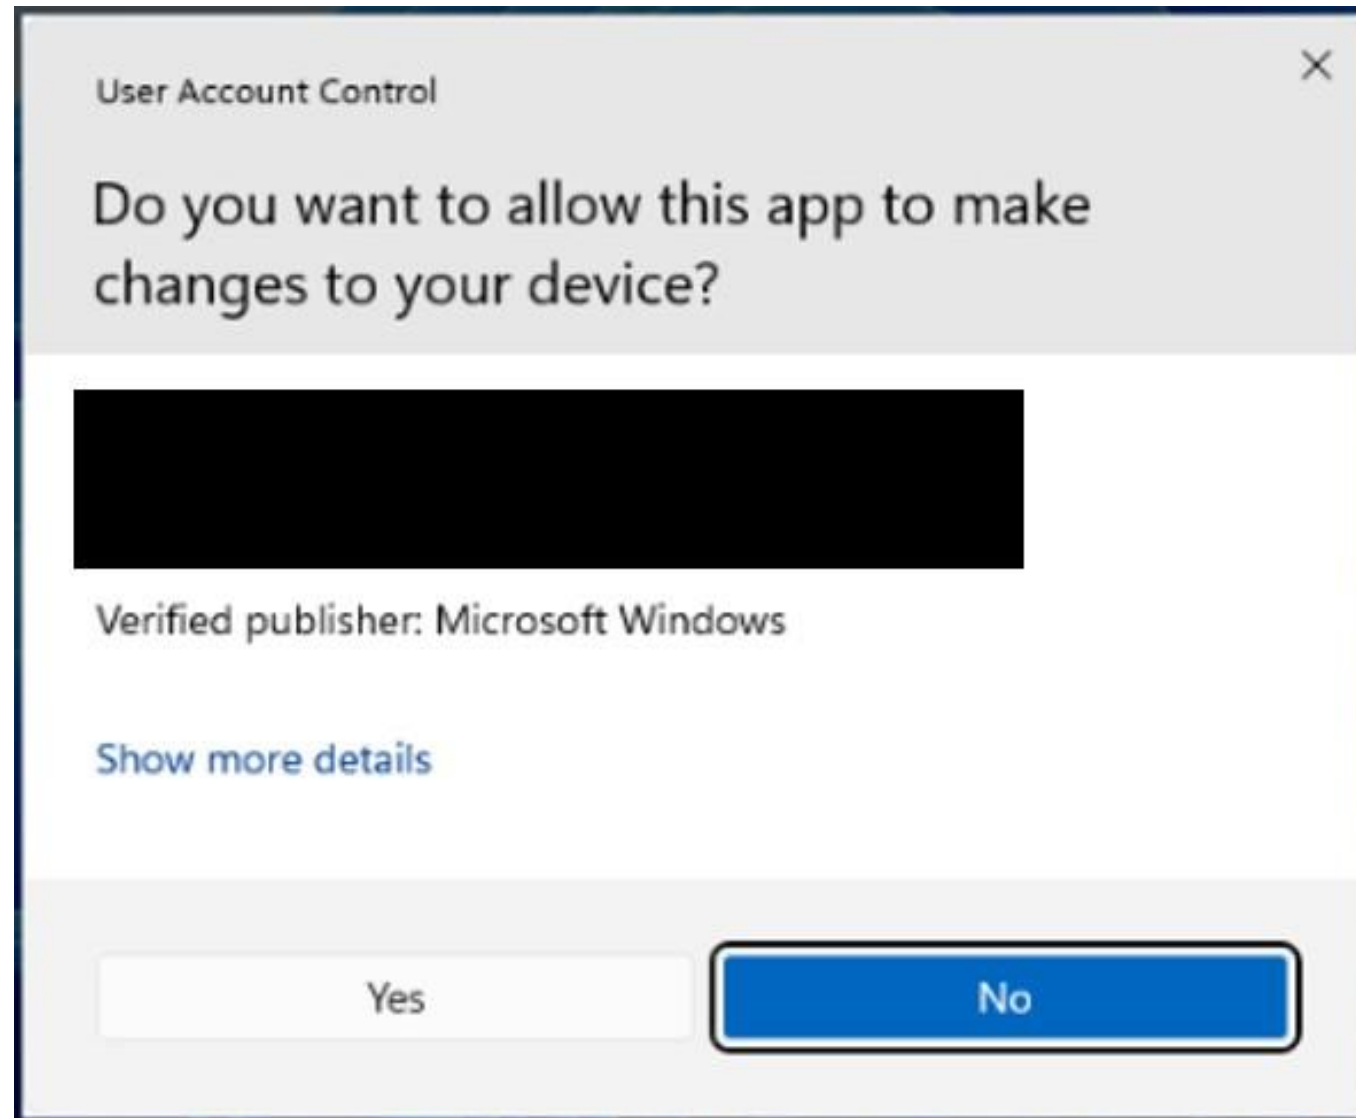 User Account Control
Do you want to allow this app to make
changes to your device?
Verified publisher: Microsoft Windows
Show more details
Yes
No